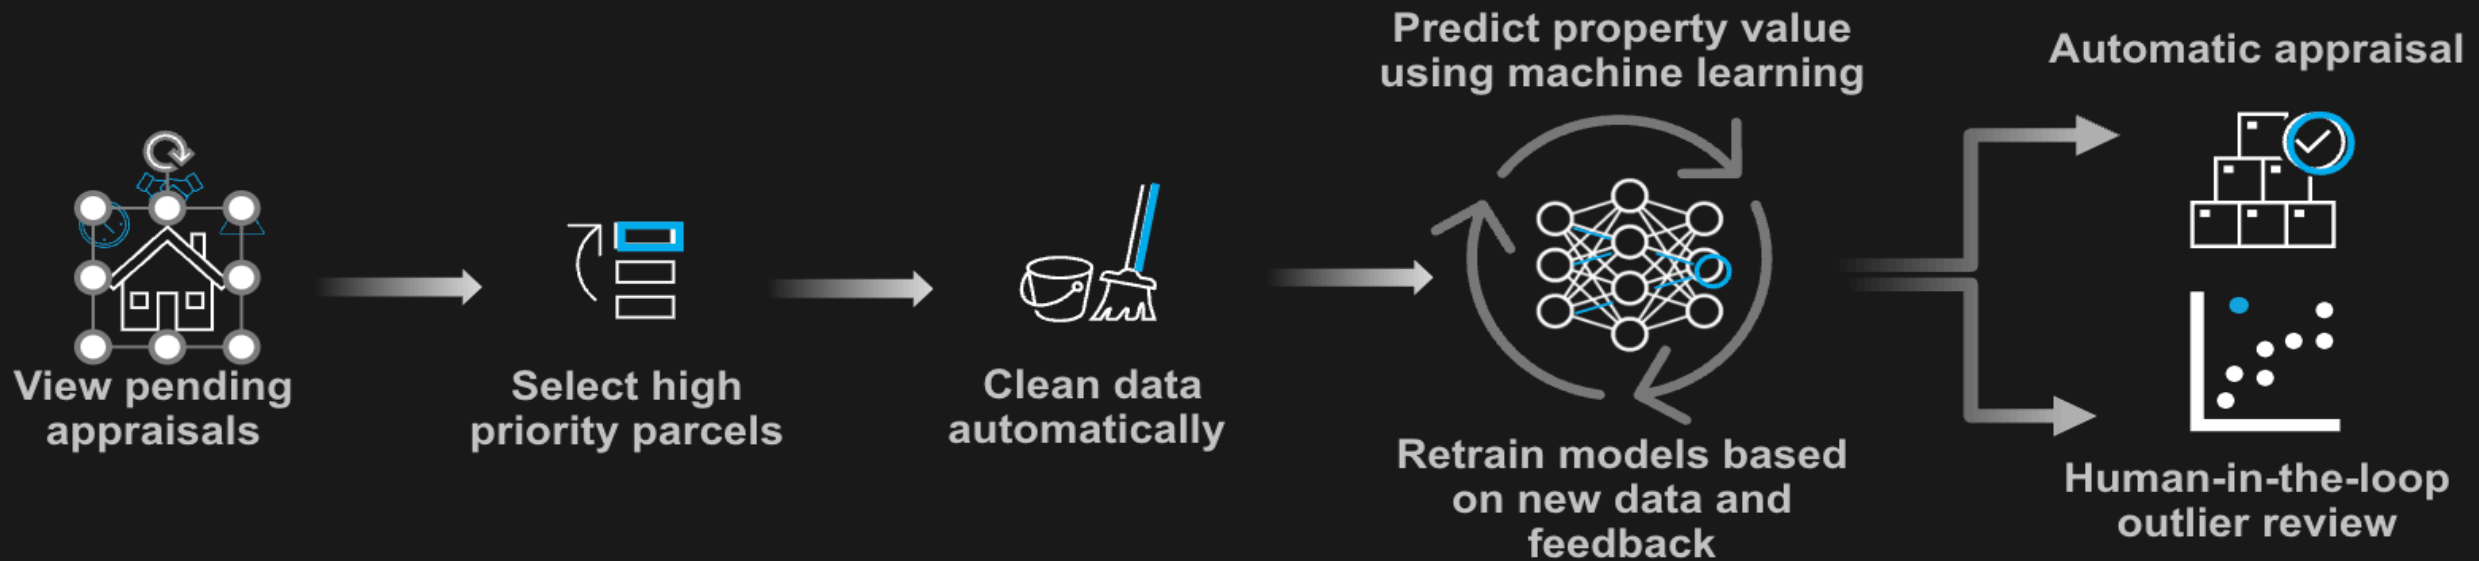 View pending
appraisals
Select high
priority parcels
Clean data
automatically
Predict property value
using machine learning
Retrain models based
on new data and
feedback
Automatic appraisal
Human-in-the-loop
outlier review